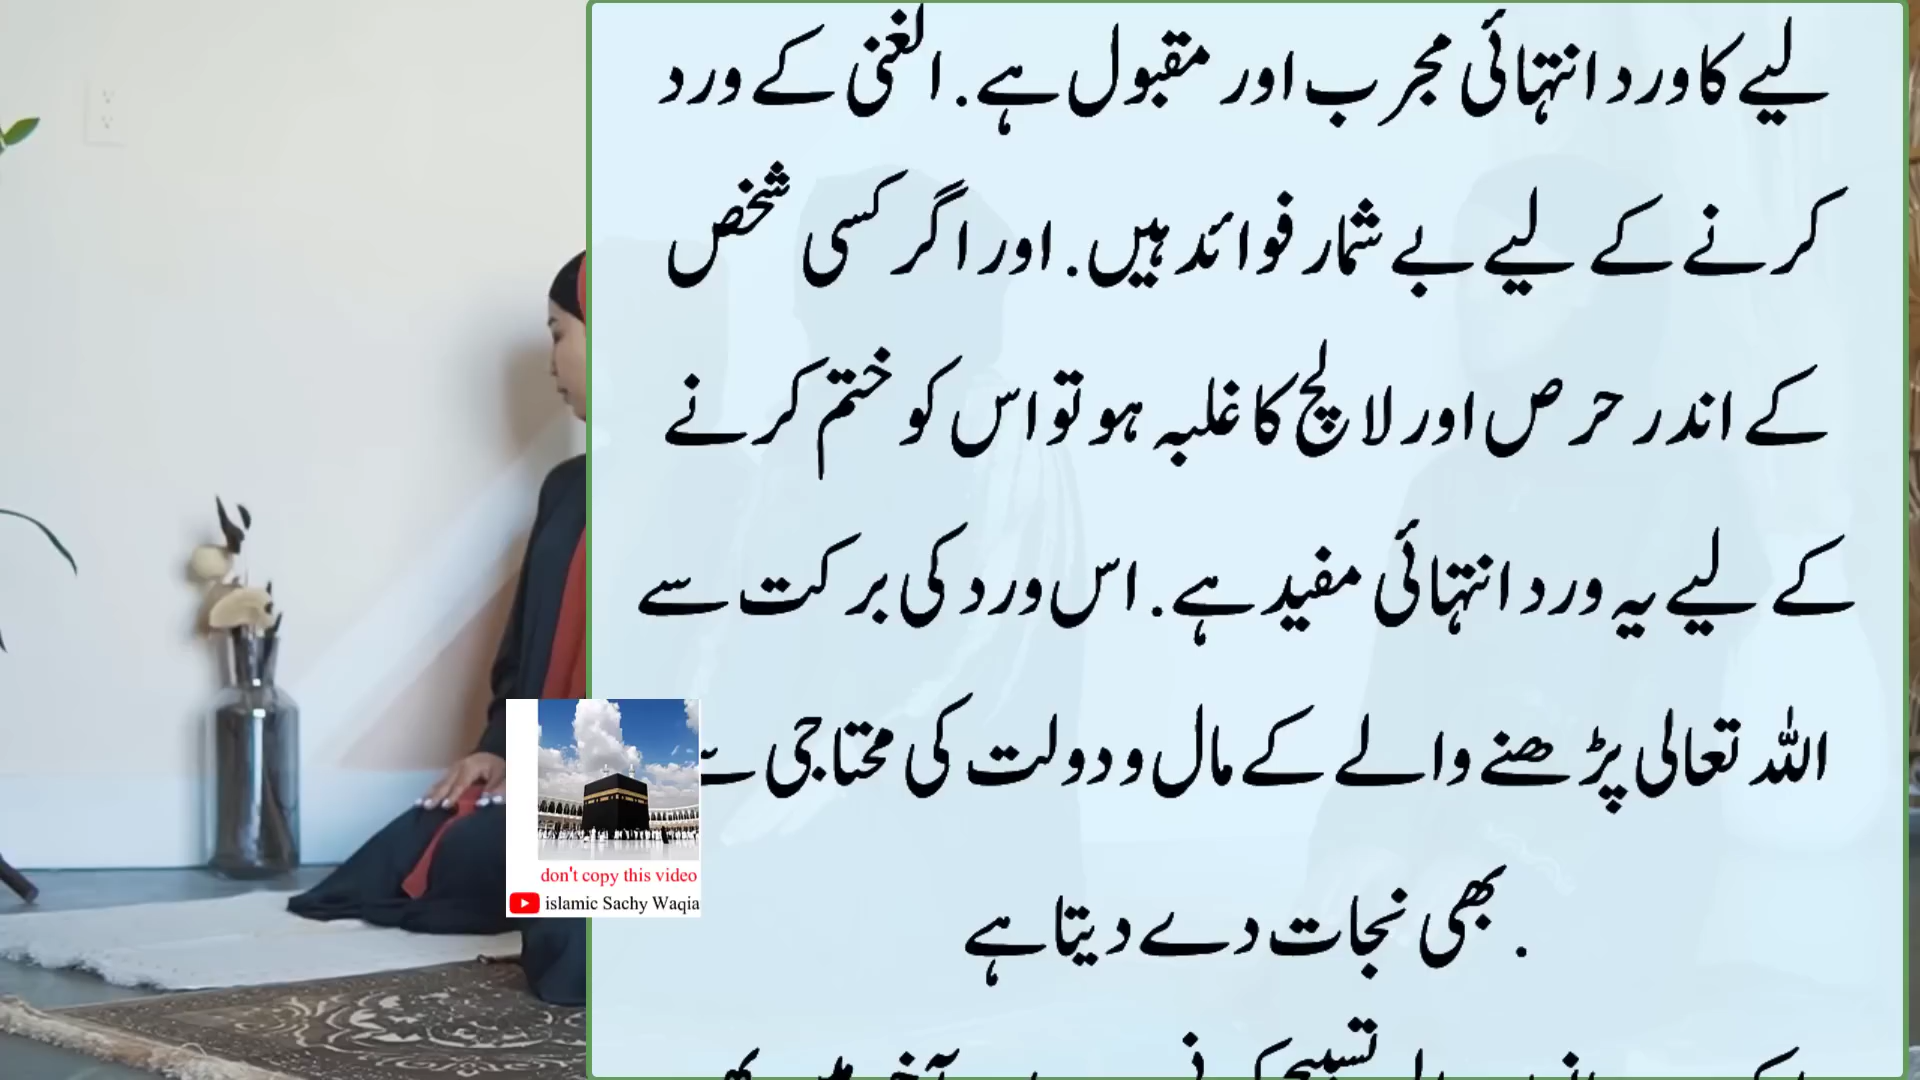 لیے کا ورد انتہائی مجرب اور مقبول ہے. الغنی کے ورد
کرنے کے لیے بے شمار فوائد ہیں. اور اگر کسی شخص
کے اندر حرص اور لالچ کا غلبہ ہو تو اس کو ختم کرنے
کے لیے یہ ورد انتہائی مفید ہے. اس ورد کی برکت سے
اللہ تعالی پڑھنے والے کے مال و دولت کی محتاجی سے
. بھی نجات دے دیتا ہے
don't copy this video
islamic Sachy Waqia